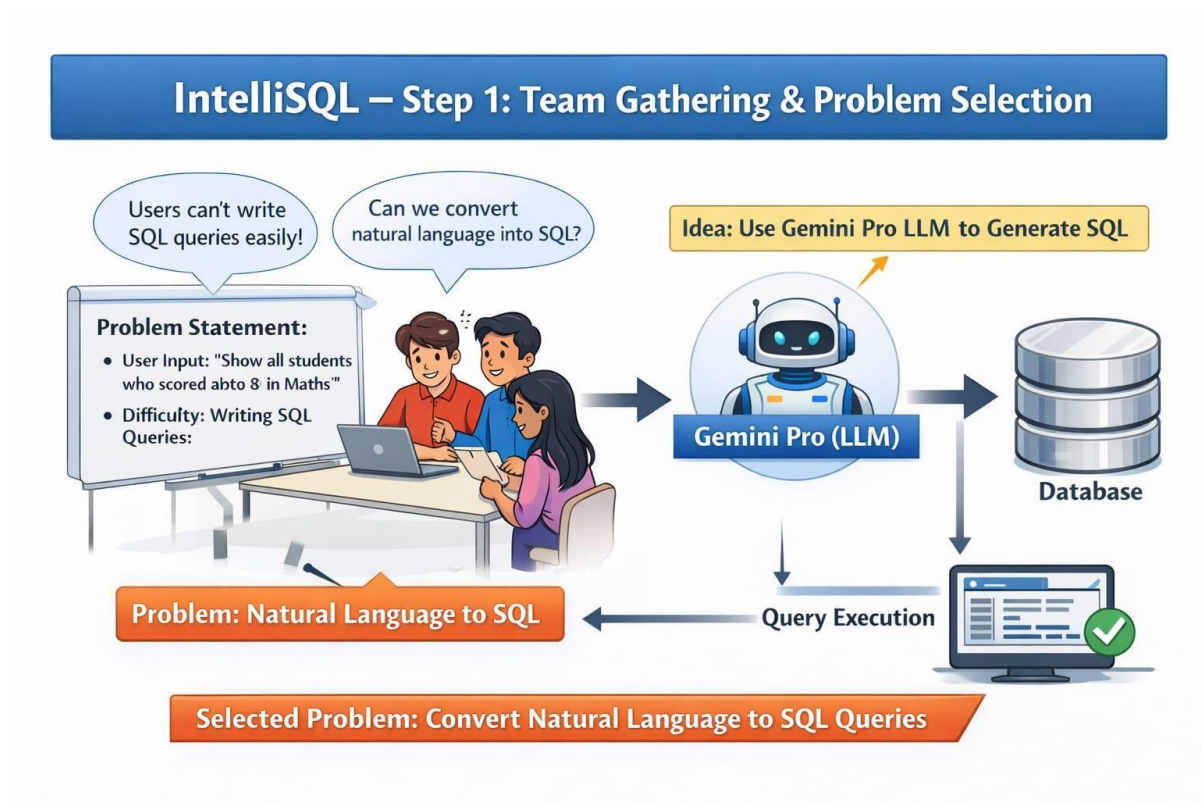 IntelliSQL – Step 1: Team Gathering & Problem Selection
Users can't write
SQL queries easily!
Can we convert
natural language into SQL?
Idea: Use Gemini Pro LLM to Generate SQL
Problem Statement:
• User Input: "Show all students
who scored abto 8 in Maths'"
• Difficulty: Writing SQL
Queries:
Gemini Pro (LLM)
Database
Problem: Natural Language to SQL
Query Execution
Selected Problem: Convert Natural Language to SQL Queries